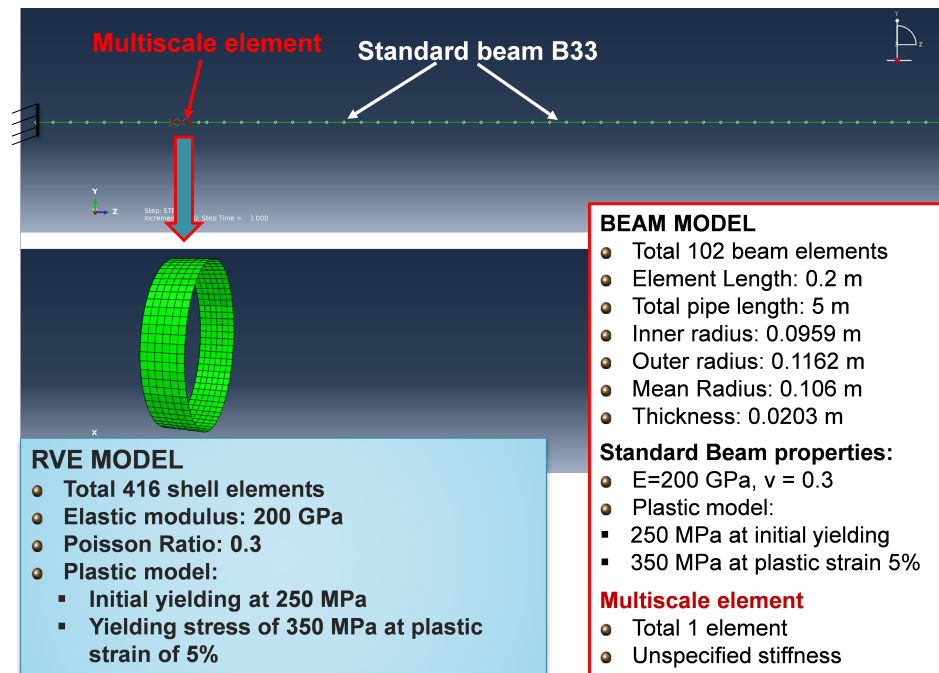 Multiscale element
Standard beam B33
Y
Z
Y
Z
Step: STE
Increme
0: Step Time = 1.000
X
RVE MODEL
Total 416 shell elements
Elastic modulus: 200 GPa
Poisson Ratio: 0.3
Plastic model:
Initial yielding at 250 MPa
Yielding stress of 350 MPa at plastic
strain of 5%
BEAM MODEL
Total 102 beam elements
Element Length: 0.2 m
Total pipe length: 5 m
Inner radius: 0.0959 m
Outer radius: 0.1162 m
Mean Radius: 0.106 m
Thickness: 0.0203 m
Standard Beam properties:
E=200 GPa, v = 0.3
Plastic model:
250 MPa at initial yielding
350 MPa at plastic strain 5%
Multiscale element
Total 1 element
Unspecified stiffness